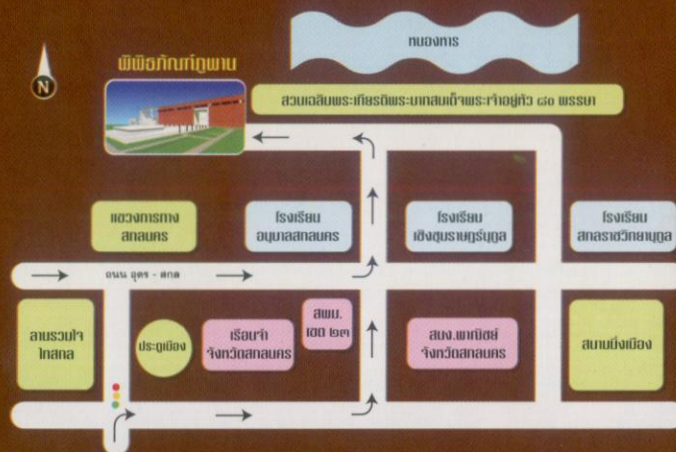 หนองหาร
พิพิธภัณฑ์ภูพาน
N
สวนเฉลิมพระเกียรติพระบาทสมเด็จพระเจ้าอยู่หัว ๘๐ พรรษา
แขวงการทาง
สกลนคร
โรงเรียน
อนุบาลสกลนคร
โรงเรียน
เชิงชุมราษฎร์นุกูล
โรงเรียน
สกลราชวิทยานุกูล
ถนน อุดร - สกล
ลานรวมใจ
ไทสกล
ประตูเมือง
เรือนจำ
จังหวัดสกลนคร
สพม.
เขต ๒๓
สนง.พาณิชย์
จังหวัดสกลนคร
สนามมิ่งเมือง